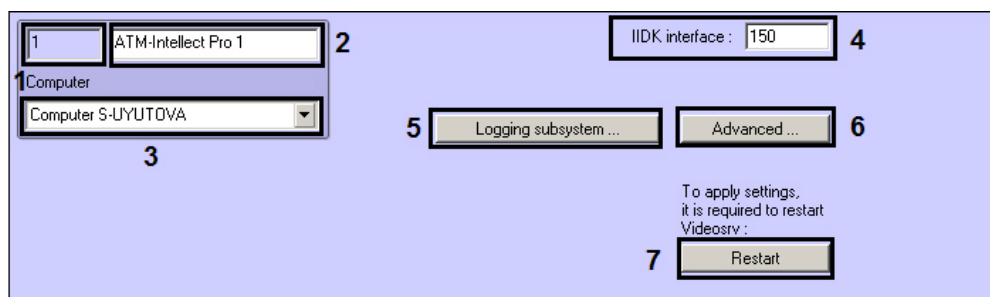 1 ATM-Intellect Pro 1 2
IIDK interface : 150 4
1 Computer
Computer S-UYUTOVA
3
5 Logging subsystem ... Advanced ... 6
To apply settings,
it is required to restart
Videosrv :
7 Restart